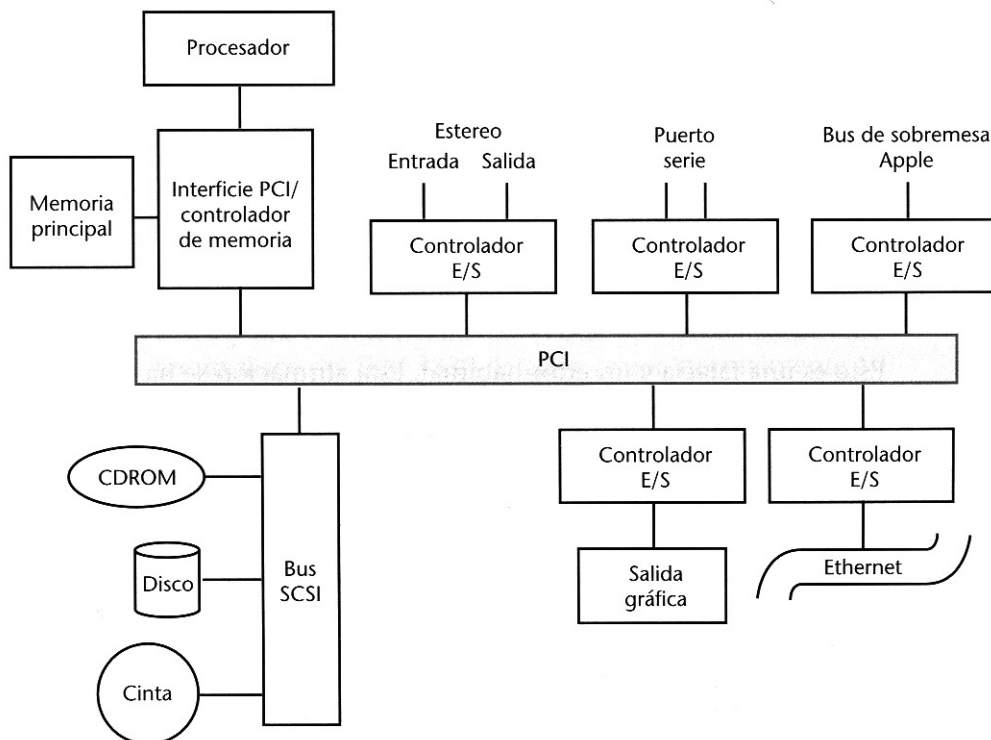 Procesador
Memoria
principal
Interficie PCI/
controlador
de memoria
Estereo
Entrada Salida
Controlador
E/S
Puerto
serie
Controlador
E/S
Bus de sobremesa
Apple
Controlador
E/S
PCI
CDROM
Disco
Cinta
Bus
SCSI
Controlador
E/S
Salida
gráfica
Controlador
E/S
Ethernet